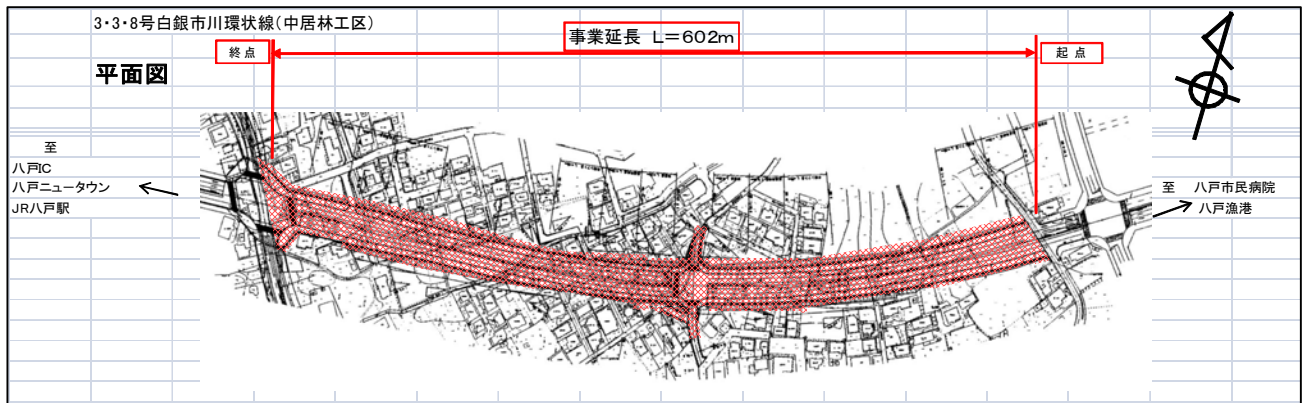 3・3・8号白銀市川環状線(中居林工区)
事業延長 L=602m
終点
起点
平面図
至
八戸IC
八戸ニュータウン
JR八戸駅
至 八戸市民病院
八戸漁港